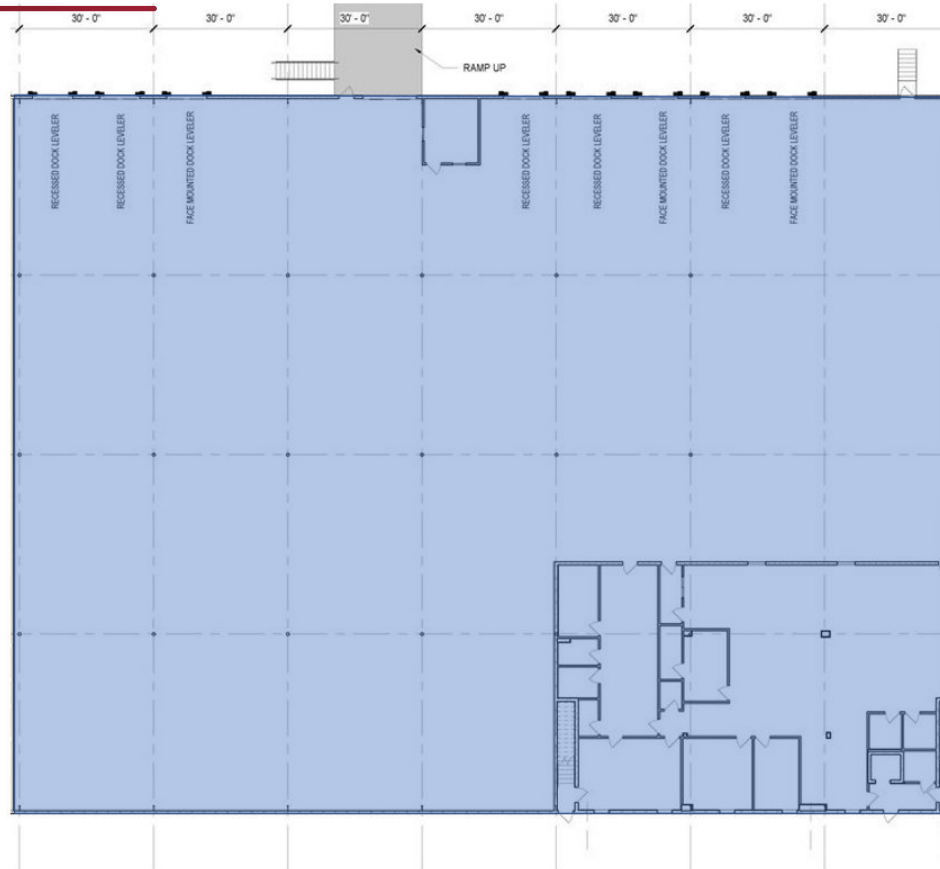 30' - 0"
30' - 0"
30' - 0"
30' - 0"
30' - 0"
30' - 0"
30' - 0"
RAMP UP
RECESSED DOCK LEVELER
RECESSED DOCK LEVELER
FACE MOUNTED DOCK LEVELER
RECESSED DOCK LEVELER
RECESSED DOCK LEVELER
FACE MOUNTED DOCK LEVELER
RECESSED DOCK LEVELER
FACE MOUNTED DOCK LEVELER